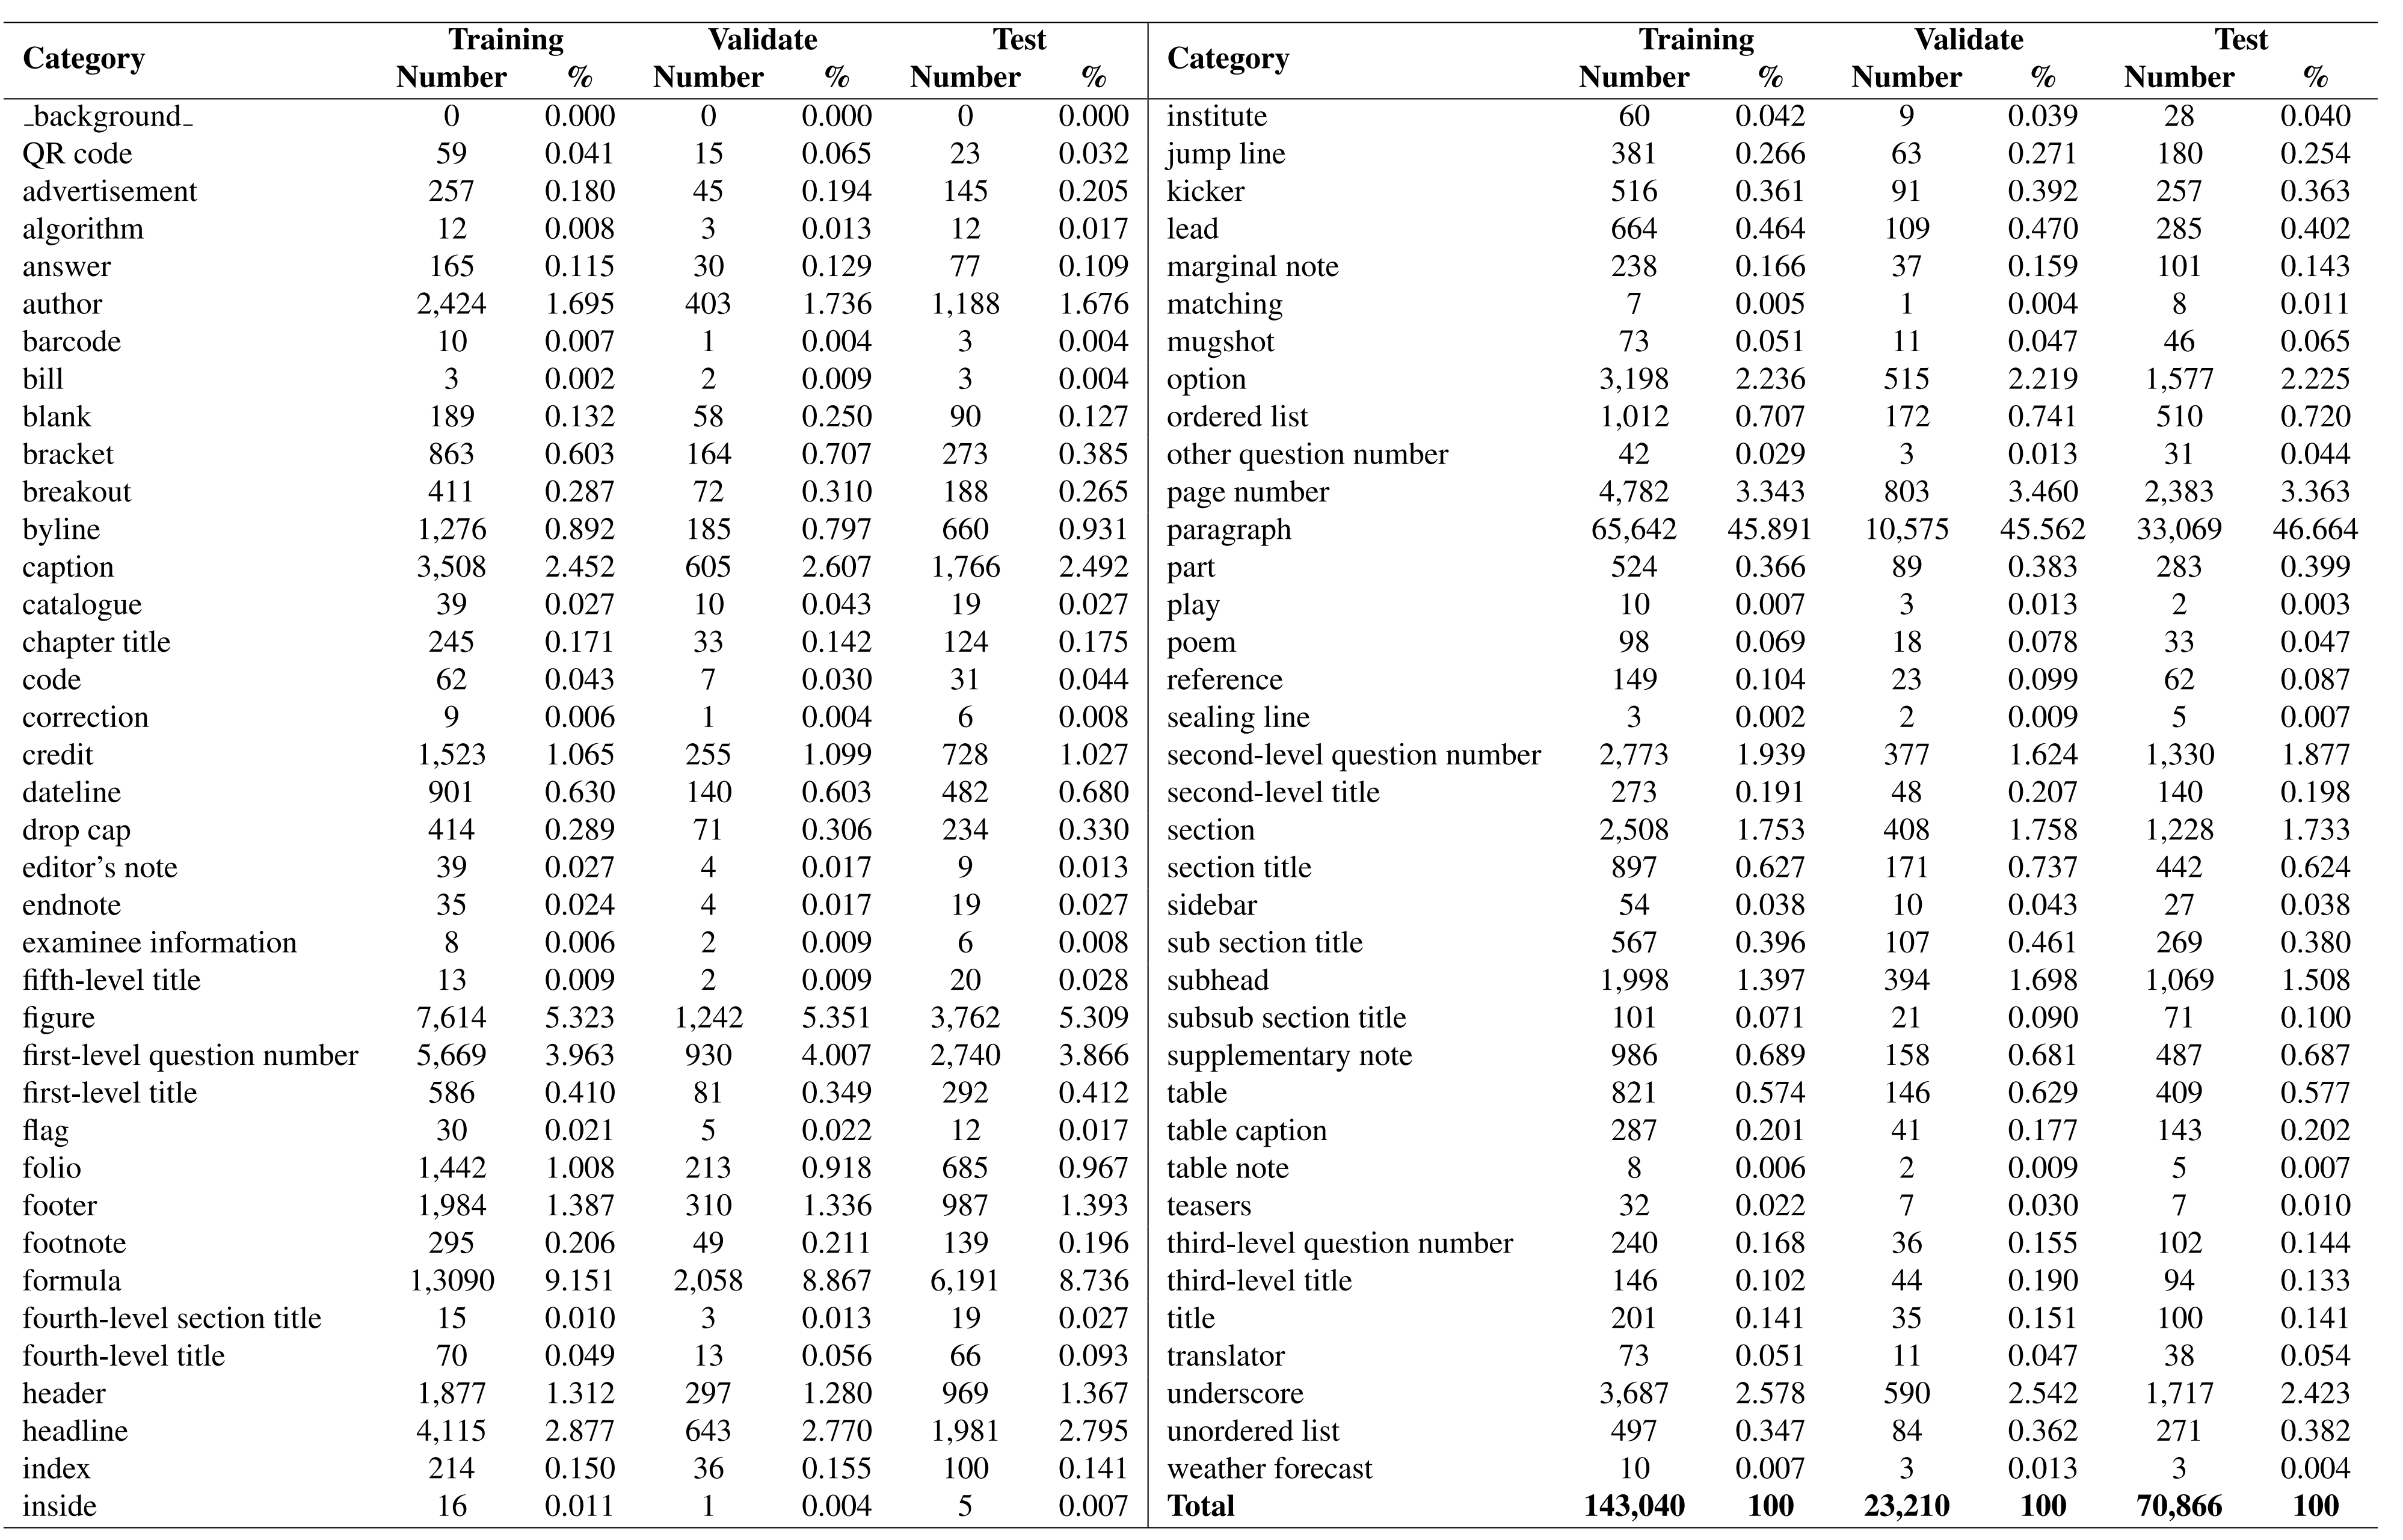 Category Training Validate Test Category Training Validate Test
Number % Number % Number % Number % Number % Number %
_background_ 0 0.000 0 0.000 0 0.000 institute 60 0.042 9 0.039 28 0.040
QR code 59 0.041 15 0.065 23 0.032 jump line 381 0.266 63 0.271 180 0.254
advertisement 257 0.180 45 0.194 145 0.205 kicker 516 0.361 91 0.392 257 0.363
algorithm 12 0.008 3 0.013 12 0.017 lead 664 0.464 109 0.470 285 0.402
answer 165 0.115 30 0.129 77 0.109 marginal note 238 0.166 37 0.159 101 0.143
author 2,424 1.695 403 1.736 1,188 1.676 matching 7 0.005 1 0.004 8 0.011
barcode 10 0.007 1 0.004 3 0.004 mugshot 73 0.051 11 0.047 46 0.065
bill 3 0.002 2 0.009 3 0.004 option 3,198 2.236 515 2.219 1,577 2.225
blank 189 0.132 58 0.250 90 0.127 ordered list 1,012 0.707 172 0.741 510 0.720
bracket 863 0.603 164 0.707 273 0.385 other question number 42 0.029 3 0.013 31 0.044
breakout 411 0.287 72 0.310 188 0.265 page number 4,782 3.343 803 3.460 2,383 3.363
byline 1,276 0.892 185 0.797 660 0.931 paragraph 65,642 45.891 10,575 45.562 33,069 46.664
caption 3,508 2.452 605 2.607 1,766 2.492 part 524 0.366 89 0.383 283 0.399
catalogue 39 0.027 10 0.043 19 0.027 play 10 0.007 3 0.013 2 0.003
chapter title 245 0.171 33 0.142 124 0.175 poem 98 0.069 18 0.078 33 0.047
code 62 0.043 7 0.030 31 0.044 reference 149 0.104 23 0.099 62 0.087
correction 9 0.006 1 0.004 6 0.008 sealing line 3 0.002 2 0.009 5 0.007
credit 1,523 1.065 255 1.099 728 1.027 second-level question number 2,773 1.939 377 1.624 1,330 1.877
dateline 901 0.630 140 0.603 482 0.680 second-level title 273 0.191 48 0.207 140 0.198
drop cap 414 0.289 71 0.306 234 0.330 section 2,508 1.753 408 1.758 1,228 1.733
editor's note 39 0.027 4 0.017 9 0.013 section title 897 0.627 171 0.737 442 0.624
endnote 35 0.024 4 0.017 19 0.027 sidebar 54 0.038 10 0.043 27 0.038
examinee information 8 0.006 2 0.009 6 0.008 sub section title 567 0.396 107 0.461 269 0.380
fifth-level title 13 0.009 2 0.009 20 0.028 subhead 1,998 1.397 394 1.698 1,069 1.508
figure 7,614 5.323 1,242 5.351 3,762 5.309 subsub section title 101 0.071 21 0.090 71 0.100
first-level question number 5,669 3.963 930 4.007 2,740 3.866 supplementary note 986 0.689 158 0.681 487 0.687
first-level title 586 0.410 81 0.349 292 0.412 table 821 0.574 146 0.629 409 0.577
flag 30 0.021 5 0.022 12 0.017 table caption 287 0.201 41 0.177 143 0.202
folio 1,442 1.008 213 0.918 685 0.967 table note 8 0.006 2 0.009 5 0.007
footer 1,984 1.387 310 1.336 987 1.393 teasers 32 0.022 7 0.030 7 0.010
footnote 295 0.206 49 0.211 139 0.196 third-level question number 240 0.168 36 0.155 102 0.144
formula 1,3090 9.151 2,058 8.867 6,191 8.736 third-level title 146 0.102 44 0.190 94 0.133
fourth-level section title 15 0.010 3 0.013 19 0.027 title 201 0.141 35 0.151 100 0.141
fourth-level title 70 0.049 13 0.056 66 0.093 translator 73 0.051 11 0.047 38 0.054
header 1,877 1.312 297 1.280 969 1.367 underscore 3,687 2.578 590 2.542 1,717 2.423
headline 4,115 2.877 643 2.770 1,981 2.795 unordered list 497 0.347 84 0.362 271 0.382
index 214 0.150 36 0.155 100 0.141 weather forecast 10 0.007 3 0.013 3 0.004
inside 16 0.011 1 0.004 5 0.007 Total 143,040 100 23,210 100 70,866 100